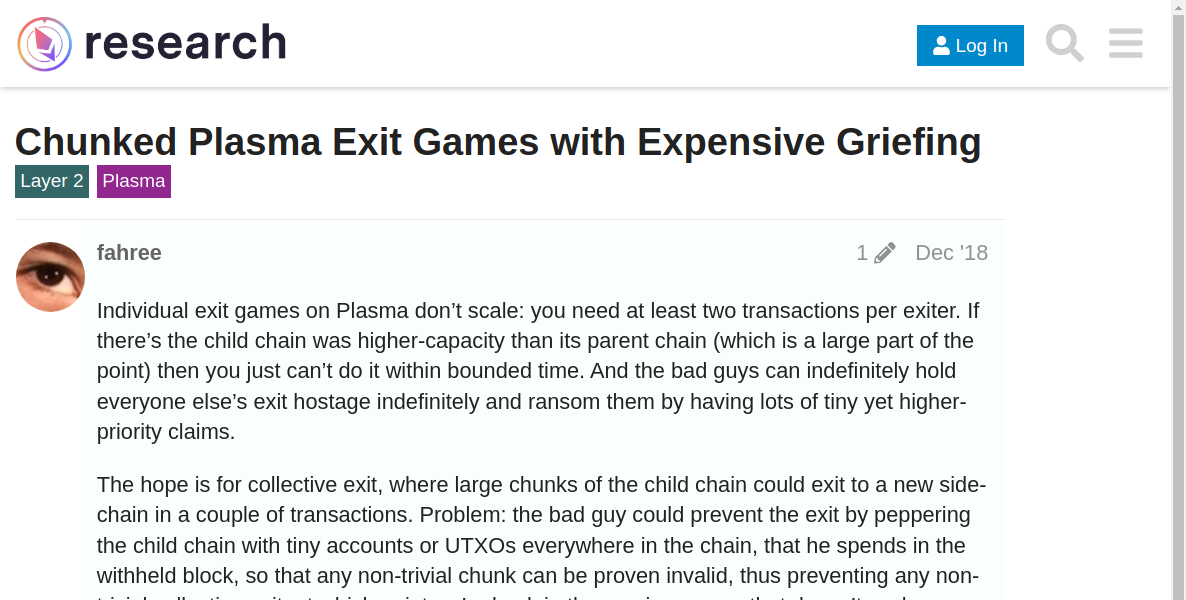 research
Log In
Chunked Plasma Exit Games with Expensive Griefing
Layer 2 Plasma
fahree 1 Dec '18
Individual exit games on Plasma don’t scale: you need at least two transactions per exiter. If
there’s the child chain was higher-capacity than its parent chain (which is a large part of the
point) then you just can’t do it within bounded time. And the bad guys can indefinitely hold
everyone else’s exit hostage indefinitely and ransom them by having lots of tiny yet higher-
priority claims.
The hope is for collective exit, where large chunks of the child chain could exit to a new side-
chain in a couple of transactions. Problem: the bad guy could prevent the exit by peppering
the child chain with tiny accounts or UTXOs everywhere in the chain, that he spends in the
withheld block, so that any non-trivial chunk can be proven invalid, thus preventing any non-